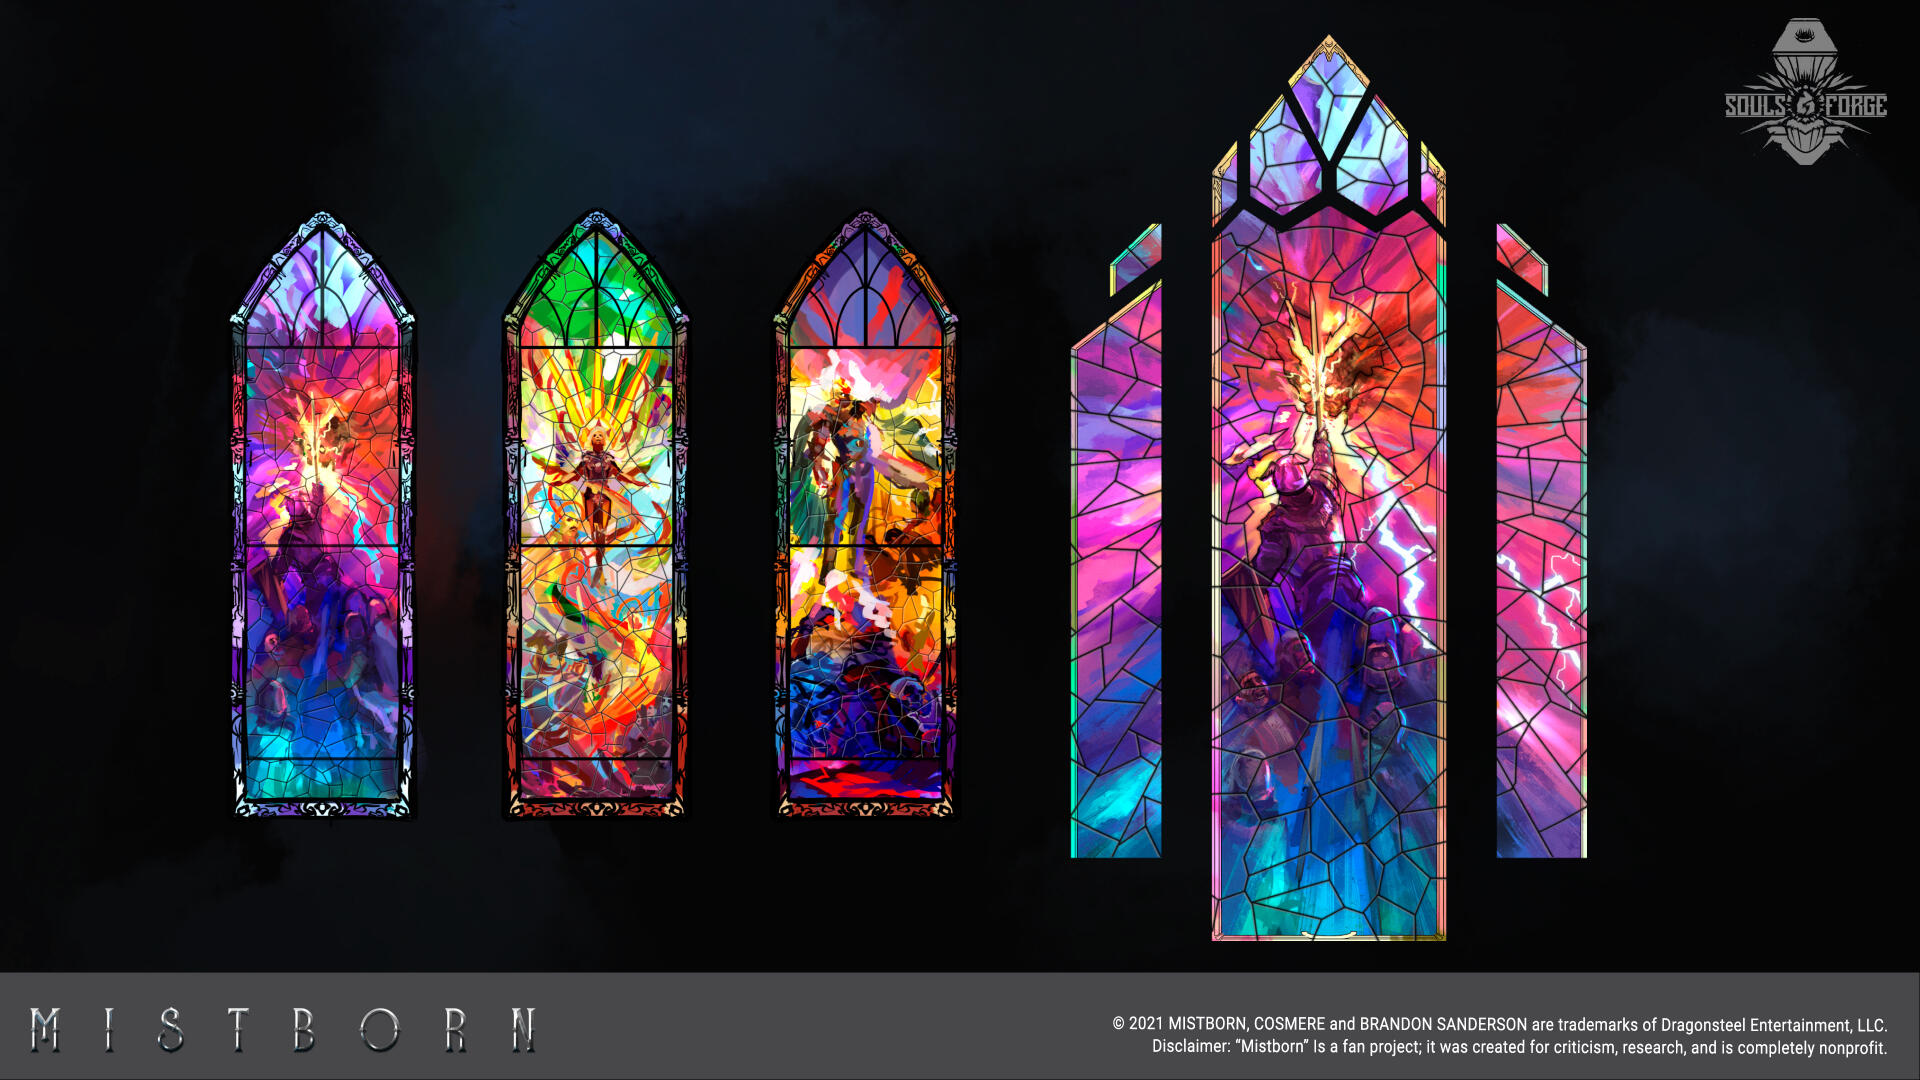 SOULS FORGE
MISTBORN
© 2021 MISTBORN, COSMERE and BRANDON SANDERSON are trademarks of Dragonsteel Entertainment, LLC.
Disclaimer: “Mistborn” Is a fan project; it was created for criticism, research, and is completely nonprofit.